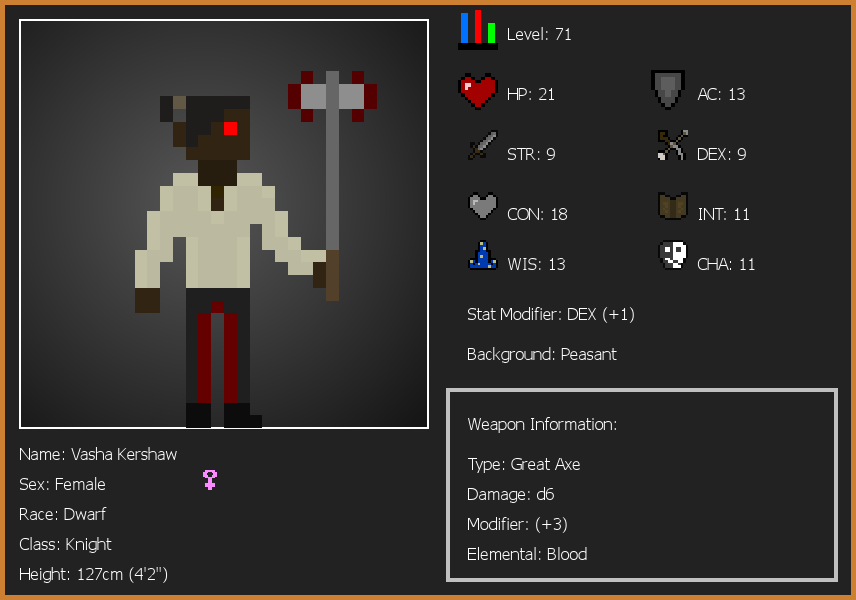 Level: 71
HP: 21
AC: 13
STR: 9
DEX: 9
CON: 18
INT: 11
WIS: 13
CHA: 11
Stat Modifier: DEX (+1)
Background: Peasant
Weapon Information:
Type: Great Axe
Damage: d6
Modifier: (+3)
Elemental: Blood
Name: Vasha Kershaw
Sex: Female
Race: Dwarf
Class: Knight
Height: 127cm (4'2")